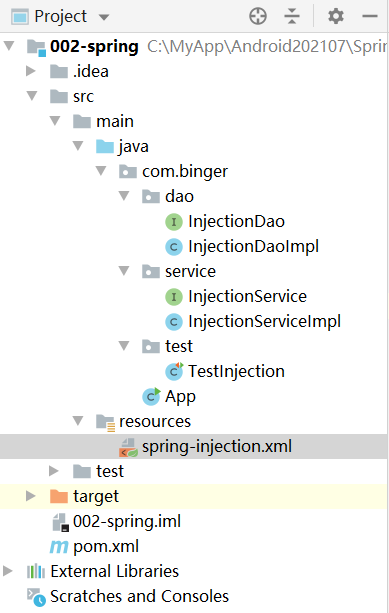 Project
002-spring C:\MyApp\Android202107\Sprin
.idea
src
main
java
com.binger
dao
I InjectionDao
C InjectionDaoImpl
service
I InjectionService
C InjectionServiceImpl
test
C TestInjection
C App
resources
spring-injection.xml
test
target
002-spring.iml
m pom.xml
External Libraries
Scratches and Consoles